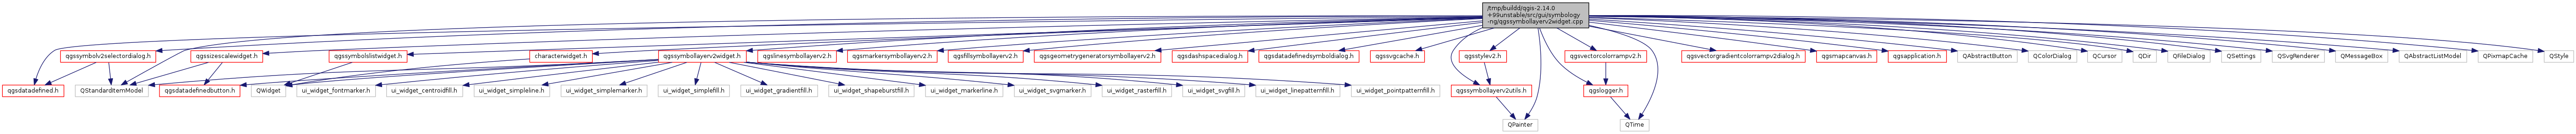 /tmp/buildd/qgis-2.14.0
+99unstable/src/gui/symbology
-ng/qgssymbollayerv2widget.cpp
qgssymbolv2selectordialog.h
qgssizescalewidget.h
qgssymbolslistwidget.h
characterwidget.h
qgssymbollayerv2widget.h
qgslinesymbollayerv2.h
qgsmarkersymbollayerv2.h
qgsfillsymbollayerv2.h
qgsgeometrygeneratorsymbollayerv2.h
qgsdashspacedialog.h
qgsdatadefinedsymboldialog.h
qgssvgcache.h
qgsstylev2.h
qgsvectorcolorrampv2.h
qgsvectorgradientcolorrampv2dialog.h
qgsmapcanvas.h
qgsapplication.h
QAbstractButton
QColorDialog
QCursor
QDir
QFileDialog
QSettings
QSvgRenderer
QMessageBox
QAbstractListModel
QPixmapCache
QStyle
qgsdatadefined.h
QStandardItemModel
qgsdatadefinedbutton.h
QWidget
ui_widget_fontmarker.h
ui_widget_centroidfill.h
ui_widget_simpleline.h
ui_widget_simplemarker.h
ui_widget_simplefill.h
ui_widget_gradientfill.h
ui_widget_shapeburstfill.h
ui_widget_markerline.h
ui_widget_svgmarker.h
ui_widget_rasterfill.h
ui_widget_svgfill.h
ui_widget_linepatternfill.h
ui_widget_pointpatternfill.h
qgssymbollayerv2utils.h
qgslogger.h
QPainter
QTime